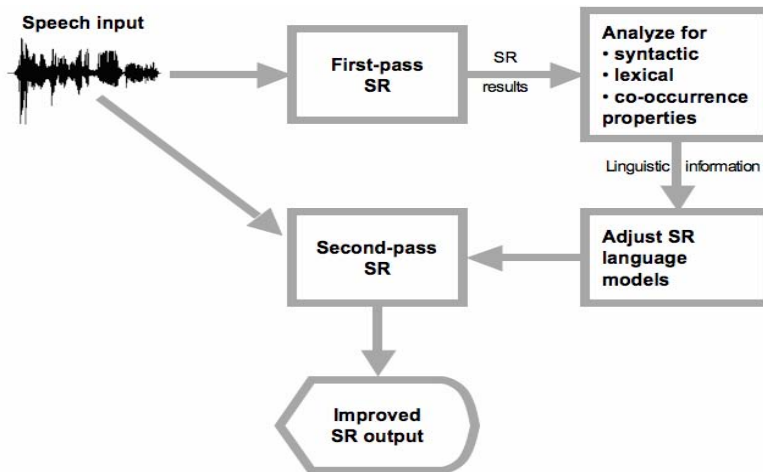 Speech input
First-pass
SR
SR
results
Analyze for
• syntactic
• lexical
• co-occurrence
properties
Linguistic information
Adjust SR
language
models
Second-pass
SR
Improved
SR output